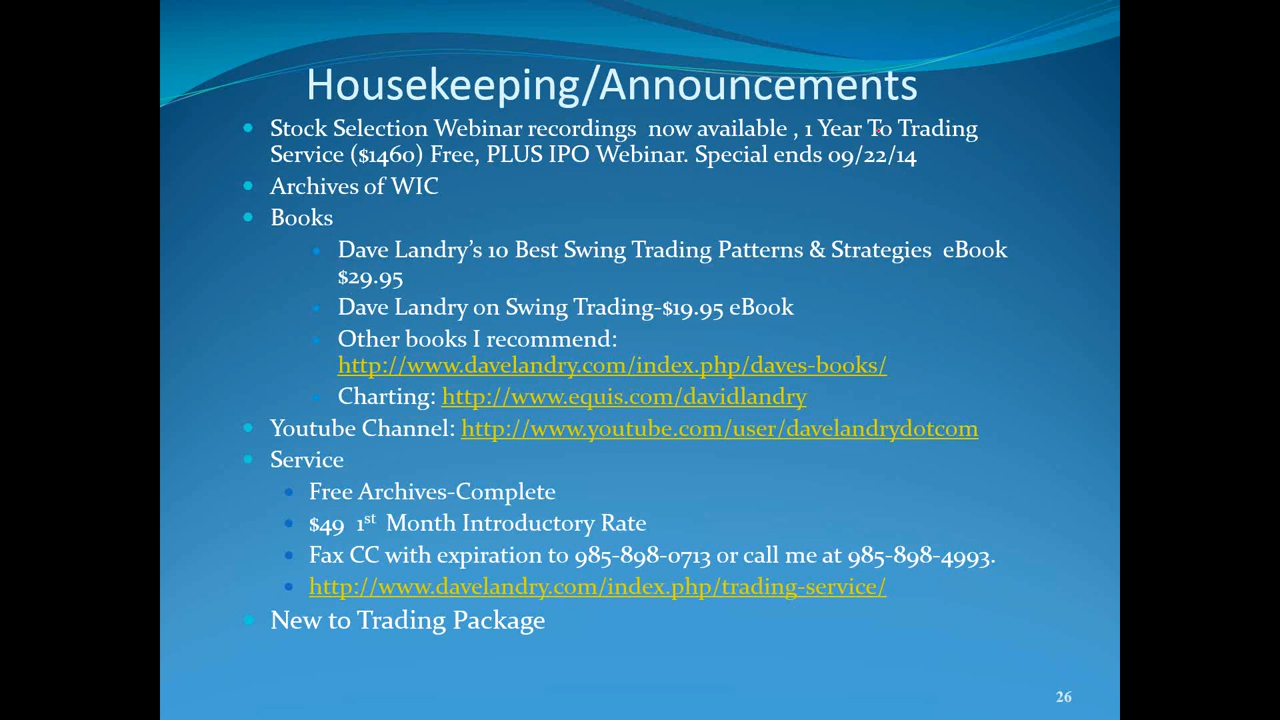 Housekeeping/Announcements
Stock Selection Webinar recordings now available , 1 Year To Trading
Service ($1460) Free, PLUS IPO Webinar. Special ends 09/22/14
Archives of WIC
Books
Dave Landry's 10 Best Swing Trading Patterns & Strategies eBook
$29.95
Dave Landry on Swing Trading-$19.95 eBook
Other books I recommend:
http://www.davelandry.com/index.php/daves-books/
Charting: http://www.equis.com/davidlandry
Youtube Channel: http://www.youtube.com/user/davelandrydotcom
Service
Free Archives-Complete
$49 1st Month Introductory Rate
Fax CC with expiration to 985-898-0713 or call me at 985-898-4993.
http://www.davelandry.com/index.php/trading-service/
New to Trading Package
26